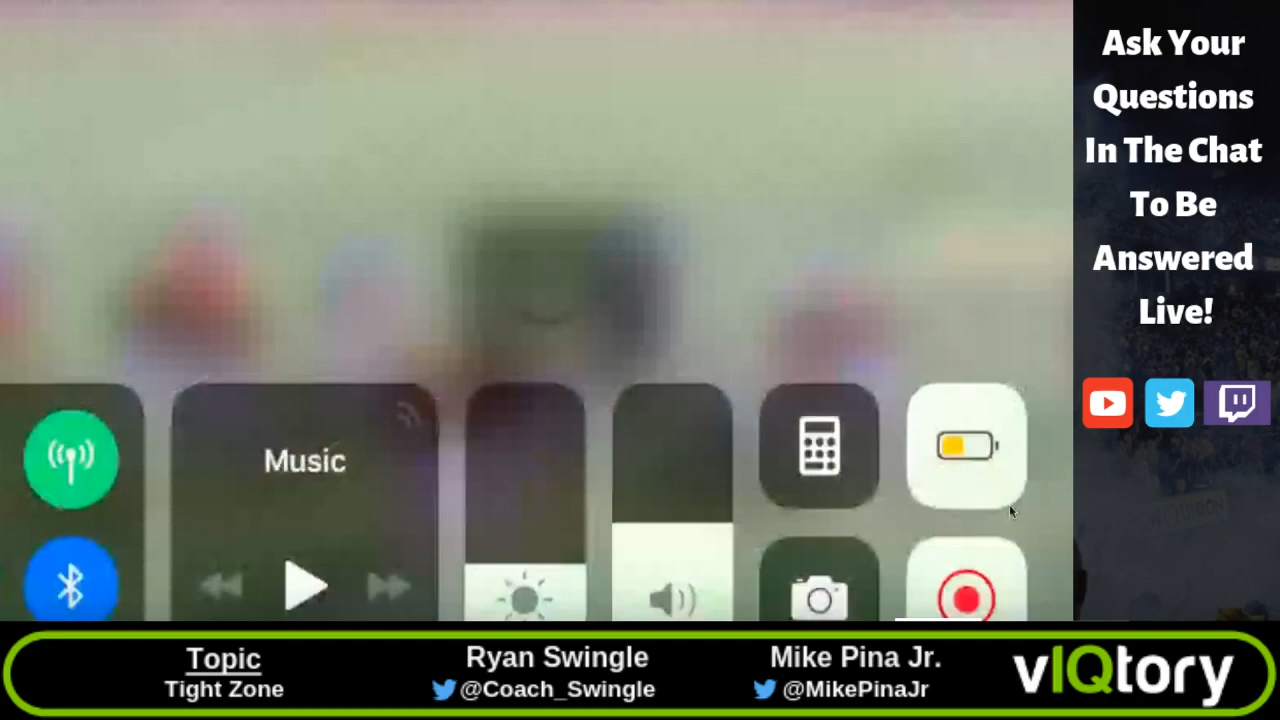 Ask Your
Questions
In The Chat
To Be
Answered
Live!
Music
Topic
Tight Zone
Ryan Swingle
@Coach_Swingle
Mike Pina Jr.
@MikePinaJr
vIQtory